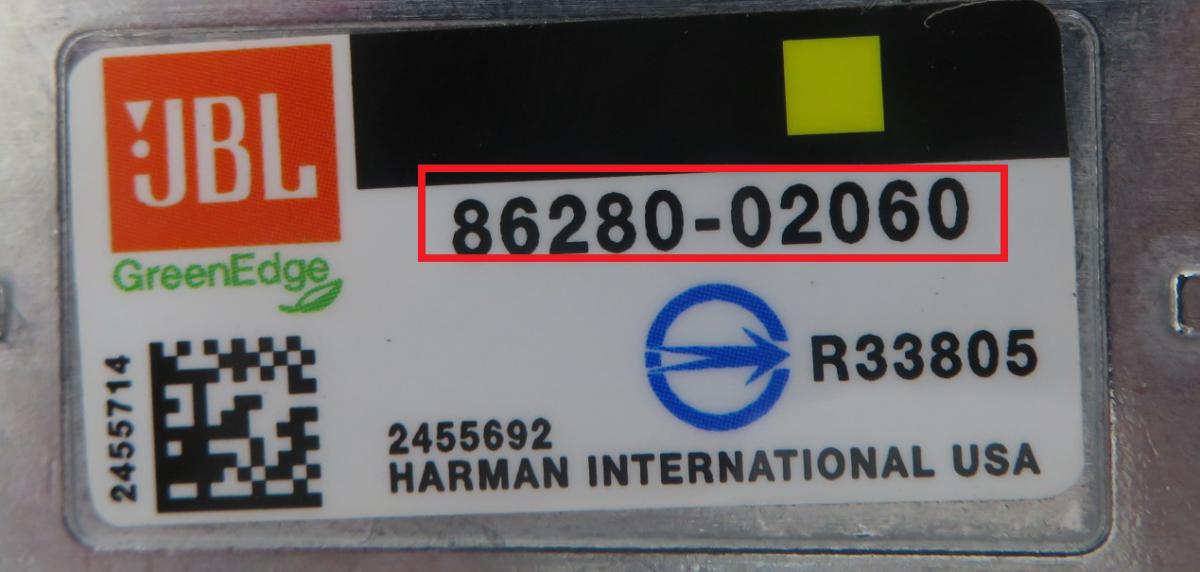 JBL
GreenEdge
86280-02060
R33805
2455714
2455692
HARMAN INTERNATIONAL USA